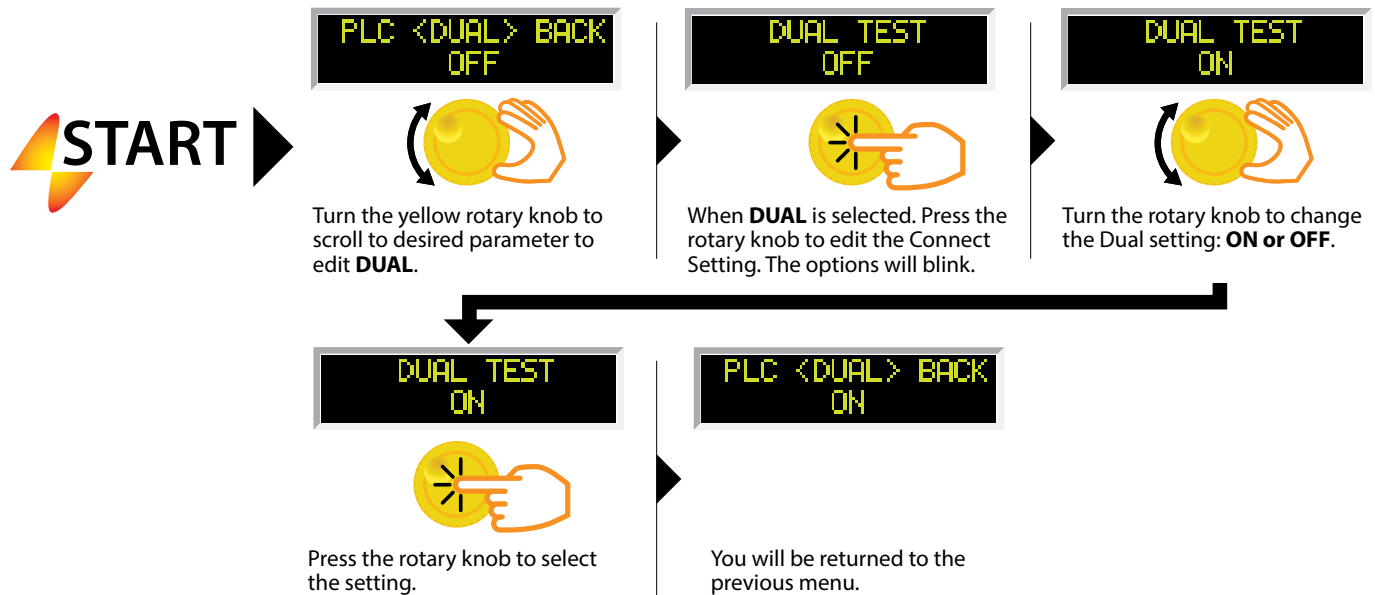 START
PLC <DUAL> BACK
OFF
Turn the yellow rotary knob to
scroll to desired parameter to
edit DUAL.
DUAL TEST
OFF
When DUAL is selected. Press the
rotary knob to edit the Connect
Setting. The options will blink.
DUAL TEST
ON
Turn the rotary knob to change
the Dual setting: ON or OFF.
DUAL TEST
ON
Press the rotary knob to select
the setting.
PLC <DUAL> BACK
ON
You will be returned to the
previous menu.